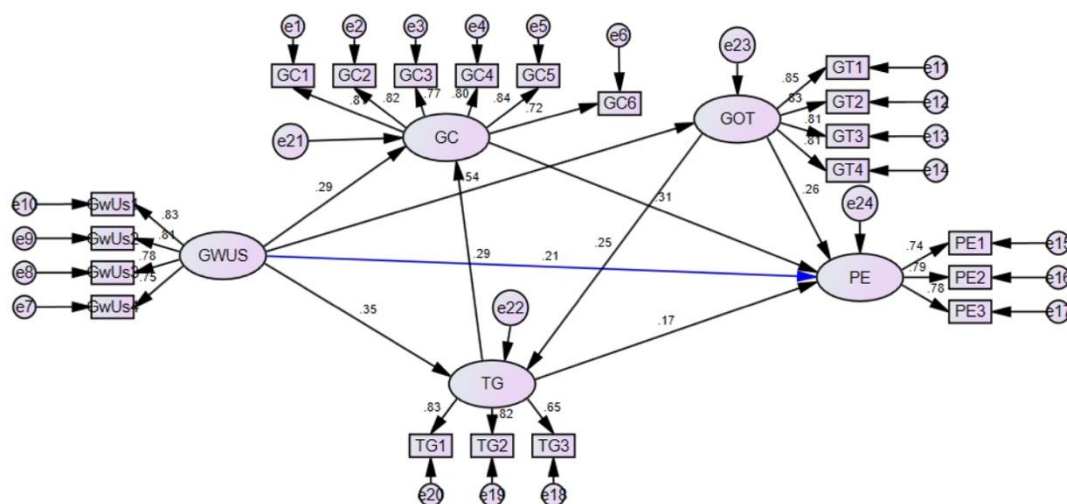 e1 e2 e3 e4 e5 e6
GC1 GC2 GC3 GC4 GC5 GC6
.82 .77 .80 .84 .72
e21
GC
e23
GOT
.85 GT1 e11
.83 GT2 e12
.81 GT3 e13
.81 GT4 e14
.29
.54
.31
.26
e24
e10 .83
e9 GwUs2 .81
e8 .78
e7 .75
GWUS
.21
.29
.25
.35
.17
PE
.74 PE1 e15
.79 PE2 e16
.78 PE3 e17
e22
TG
.83 .82 .65
TG1 TG2 TG3
e20 e19 e18